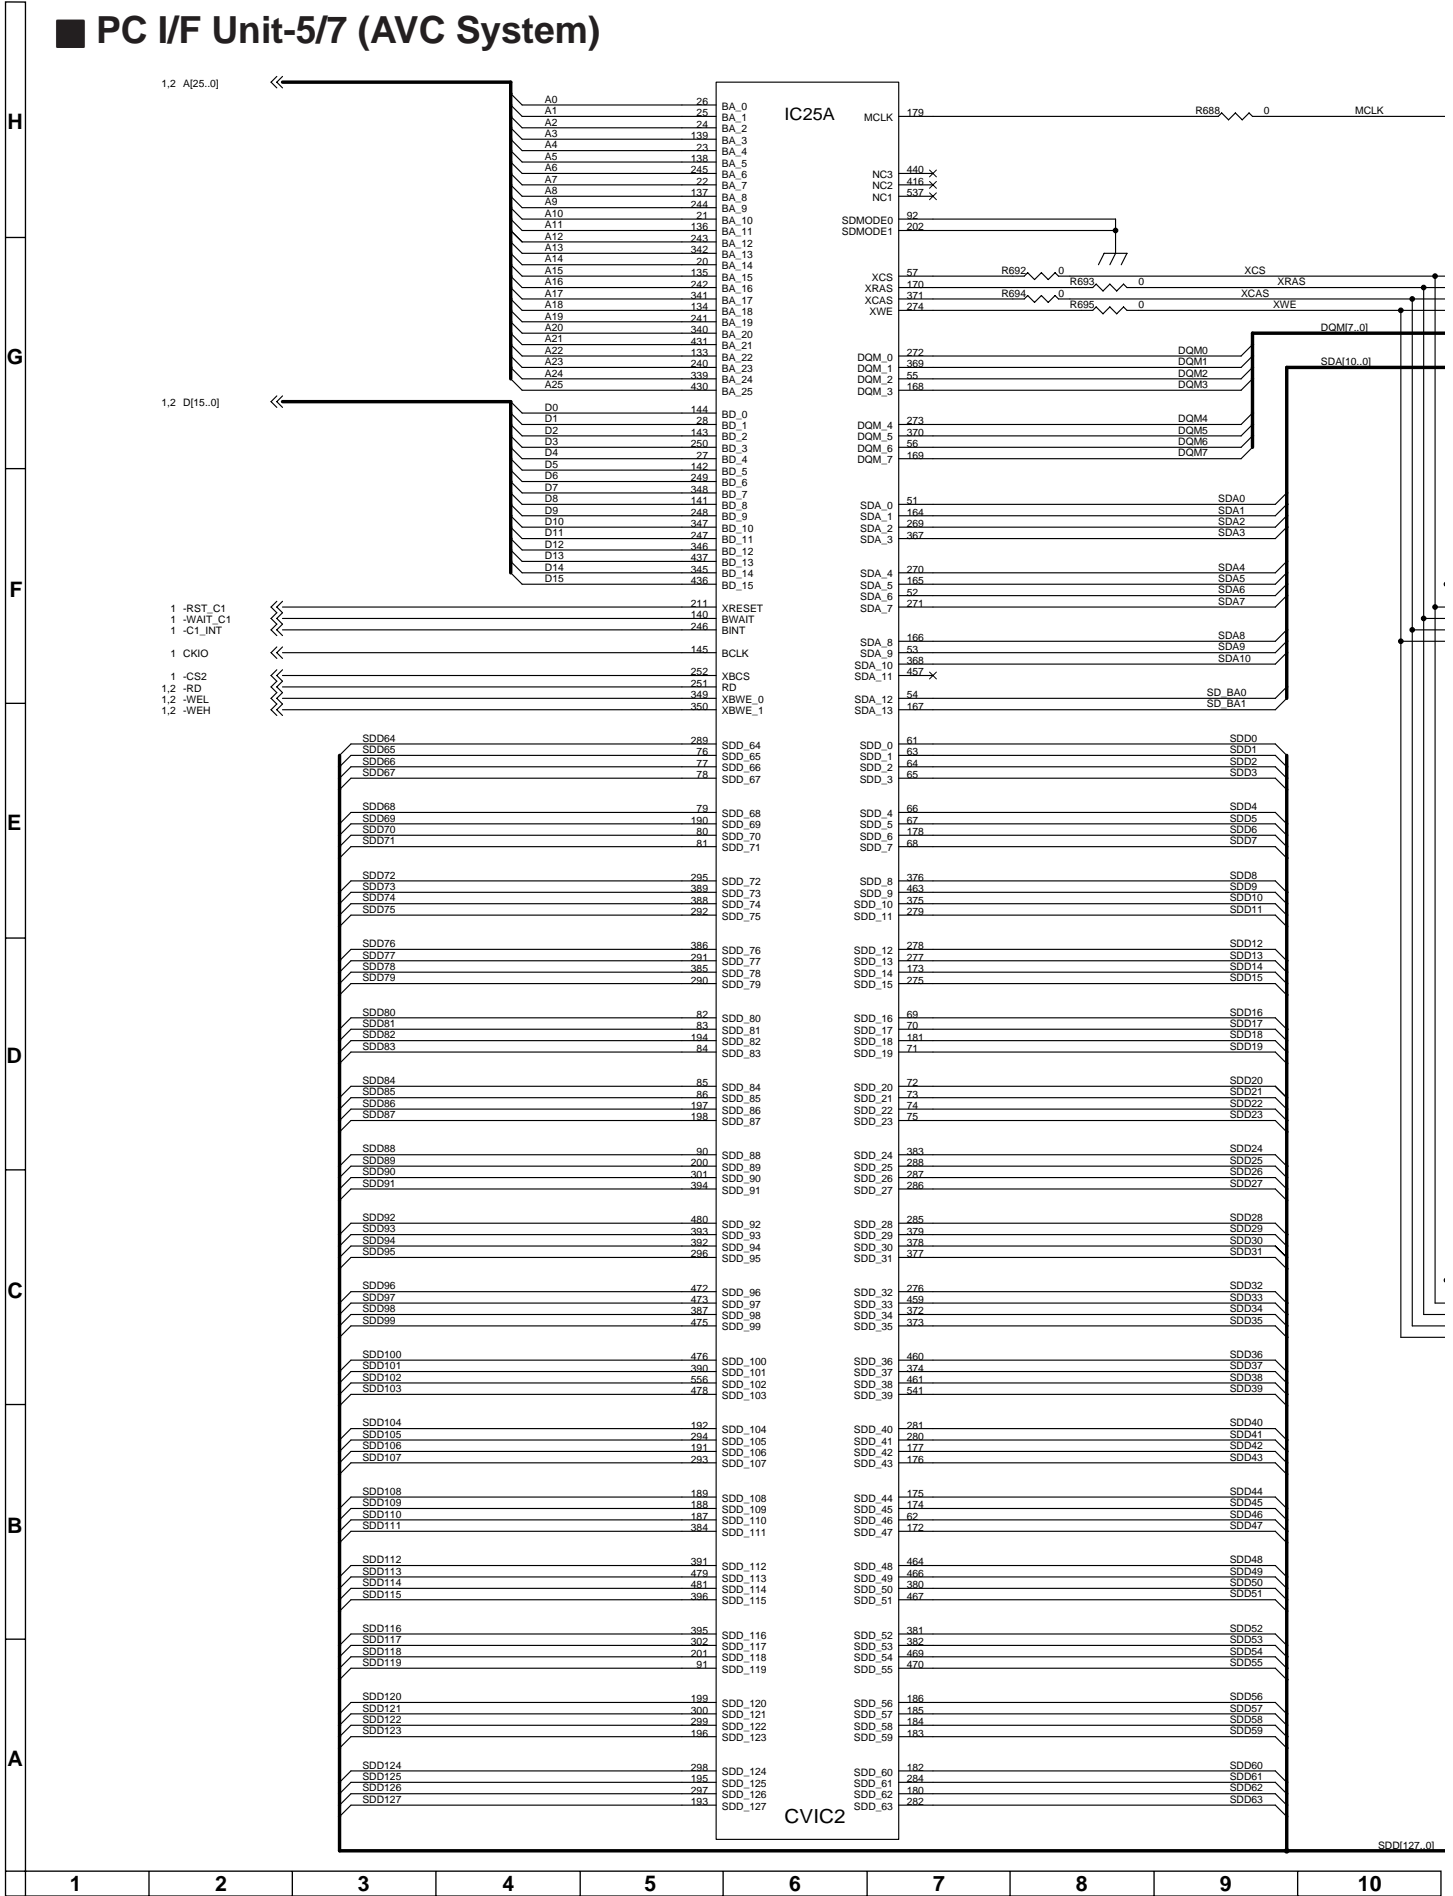 ■ PC I/F Unit-5/7 (AVC System)
1,2 A[25..0]
IC25A
A0 26 BA_0
A1 25 BA_1
A2 24 BA_2
A3 139 BA_3
A4 23 BA_4
A5 138 BA_5
A6 245 BA_6
A7 22 BA_7
A8 137 BA_8
A9 244 BA_9
A10 21 BA_10
A11 136 BA_11
A12 243 BA_12
A13 342 BA_13
A14 20 BA_14
A15 135 BA_15
A16 242 BA_16
A17 341 BA_17
A18 134 BA_18
A19 241 BA_19
A20 340 BA_20
A21 431 BA_21
A22 133 BA_22
A23 240 BA_23
A24 339 BA_24
A25 430 BA_25
1,2 D[15..0]
D0 144 BD_0
D1 28 BD_1
D2 143 BD_2
D3 250 BD_3
D4 27 BD_4
D5 142 BD_5
D6 249 BD_6
D7 348 BD_7
D8 141 BD_8
D9 248 BD_9
D10 347 BD_10
D11 247 BD_11
D12 346 BD_12
D13 437 BD_13
D14 345 BD_14
D15 436 BD_15
1 -RST_C1 211 XRESET
1 -WAIT_C1 140 BWAIT
1 -C1_INT 246 BINT
1 CKIO 145 BCLK
1 -CS2 252 XBCS
1,2 -RD 251 RD
1,2 -WEL 349 XBWE_0
1,2 -WEH 350 XBWE_1
SDD64 289 SDD_64
SDD65 76 SDD_65
SDD66 77 SDD_66
SDD67 78 SDD_67
SDD68 79 SDD_68
SDD69 190 SDD_69
SDD70 80 SDD_70
SDD71 81 SDD_71
SDD72 295 SDD_72
SDD73 389 SDD_73
SDD74 388 SDD_74
SDD75 292 SDD_75
SDD76 386 SDD_76
SDD77 291 SDD_77
SDD78 385 SDD_78
SDD79 290 SDD_79
SDD80 82 SDD_80
SDD81 83 SDD_81
SDD82 194 SDD_82
SDD83 84 SDD_83
SDD84 85 SDD_84
SDD85 86 SDD_85
SDD86 197 SDD_86
SDD87 198 SDD_87
SDD88 90 SDD_88
SDD89 200 SDD_89
SDD90 301 SDD_90
SDD91 394 SDD_91
SDD92 480 SDD_92
SDD93 393 SDD_93
SDD94 392 SDD_94
SDD95 296 SDD_95
SDD96 472 SDD_96
SDD97 473 SDD_97
SDD98 387 SDD_98
SDD99 475 SDD_99
SDD100 476 SDD_100
SDD101 390 SDD_101
SDD102 556 SDD_102
SDD103 478 SDD_103
SDD104 192 SDD_104
SDD105 294 SDD_105
SDD106 191 SDD_106
SDD107 293 SDD_107
SDD108 189 SDD_108
SDD109 188 SDD_109
SDD110 187 SDD_110
SDD111 384 SDD_111
SDD112 391 SDD_112
SDD113 479 SDD_113
SDD114 481 SDD_114
SDD115 396 SDD_115
SDD116 395 SDD_116
SDD117 302 SDD_117
SDD118 201 SDD_118
SDD119 91 SDD_119
SDD120 199 SDD_120
SDD121 300 SDD_121
SDD122 299 SDD_122
SDD123 196 SDD_123
SDD124 298 SDD_124
SDD125 195 SDD_125
SDD126 297 SDD_126
SDD127 193 SDD_127
MCLK 179 R688 0 MCLK
NC3 440
NC2 416
NC1 537
SDMODE0 92
SDMODE1 202
XCS 57 R692 0 XCS
XRAS 170 R693 0 XRAS
XCAS 371 R694 0 XCAS
XWE 274 R695 0 XWE
DQM[7..0]
SDA[10..0]
DQM_0 272 DQM0
DQM_1 369 DQM1
DQM_2 55 DQM2
DQM_3 168 DQM3
DQM_4 273 DQM4
DQM_5 370 DQM5
DQM_6 56 DQM6
DQM_7 169 DQM7
SDA_0 51 SDA0
SDA_1 164 SDA1
SDA_2 269 SDA2
SDA_3 367 SDA3
SDA_4 270 SDA4
SDA_5 165 SDA5
SDA_6 52 SDA6
SDA_7 271 SDA7
SDA_8 166 SDA8
SDA_9 53 SDA9
SDA_10 368 SDA10
SDA_11 457
SDA_12 54 SD_BA0
SDA_13 167 SD_BA1
SDD_0 61 SDD0
SDD_1 63 SDD1
SDD_2 64 SDD2
SDD_3 65 SDD3
SDD_4 66 SDD4
SDD_5 67 SDD5
SDD_6 178 SDD6
SDD_7 68 SDD7
SDD_8 376 SDD8
SDD_9 463 SDD9
SDD_10 375 SDD10
SDD_11 279 SDD11
SDD_12 278 SDD12
SDD_13 277 SDD13
SDD_14 173 SDD14
SDD_15 275 SDD15
SDD_16 69 SDD16
SDD_17 70 SDD17
SDD_18 181 SDD18
SDD_19 71 SDD19
SDD_20 72 SDD20
SDD_21 73 SDD21
SDD_22 74 SDD22
SDD_23 75 SDD23
SDD_24 383 SDD24
SDD_25 288 SDD25
SDD_26 287 SDD26
SDD_27 286 SDD27
SDD_28 285 SDD28
SDD_29 379 SDD29
SDD_30 378 SDD30
SDD_31 377 SDD31
SDD_32 276 SDD32
SDD_33 459 SDD33
SDD_34 372 SDD34
SDD_35 373 SDD35
SDD_36 460 SDD36
SDD_37 374 SDD37
SDD_38 461 SDD38
SDD_39 541 SDD39
SDD_40 281 SDD40
SDD_41 280 SDD41
SDD_42 177 SDD42
SDD_43 176 SDD43
SDD_44 175 SDD44
SDD_45 174 SDD45
SDD_46 62 SDD46
SDD_47 172 SDD47
SDD_48 464 SDD48
SDD_49 466 SDD49
SDD_50 380 SDD50
SDD_51 467 SDD51
SDD_52 381 SDD52
SDD_53 382 SDD53
SDD_54 469 SDD54
SDD_55 470 SDD55
SDD_56 186 SDD56
SDD_57 185 SDD57
SDD_58 184 SDD58
SDD_59 183 SDD59
SDD_60 182 SDD60
SDD_61 284 SDD61
SDD_62 180 SDD62
SDD_63 282 SDD63
CVIC2
SDD[127..0]
H
G
F
E
D
C
B
A
1 2 3 4 5 6 7 8 9 10